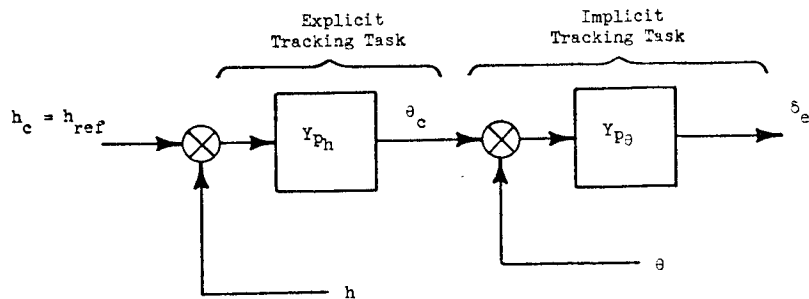 Explicit
Tracking Task
Implicit
Tracking Task
h_c = h_ref
Y_p_h
θ_c
Y_p_θ
δ_e
h
θ